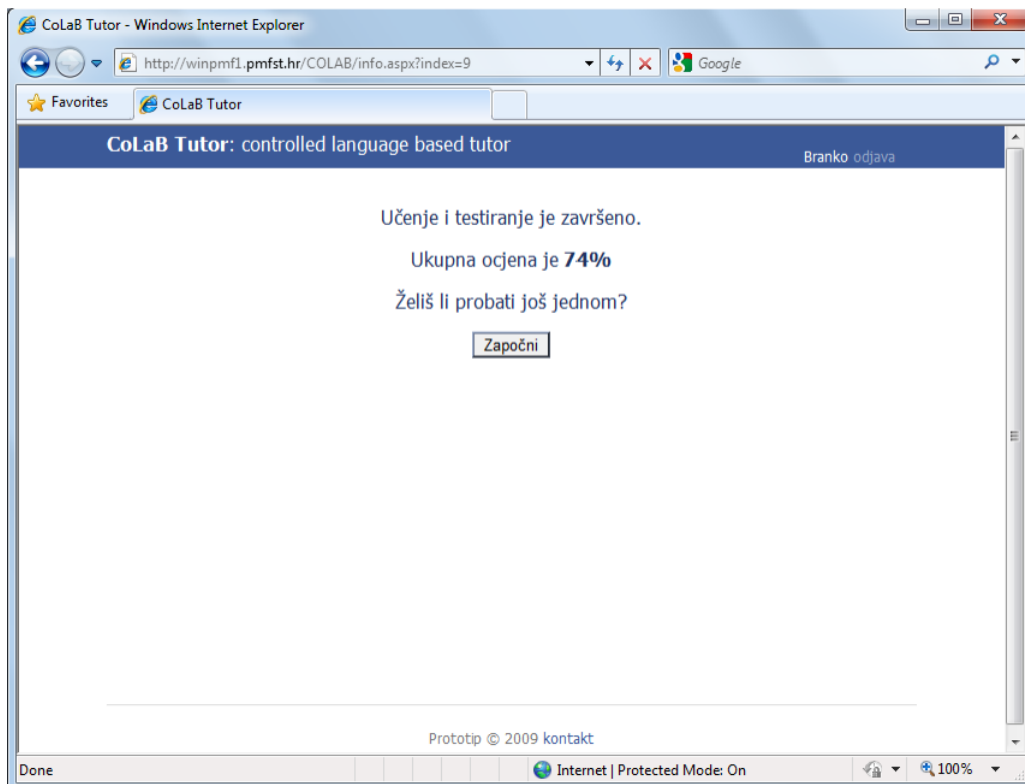 CoLaB Tutor - Windows Internet Explorer
http://winpmf1.pmfst.hr/COLAB/info.aspx?index=9
Google
Favorites
CoLaB Tutor
CoLaB Tutor: controlled language based tutor
Branko odjava
Učenje i testiranje je završeno.
Ukupna ocjena je 74%
Želiš li probati još jednom?
Započni
Prototip © 2009 kontakt
Done
Internet | Protected Mode: On
100%